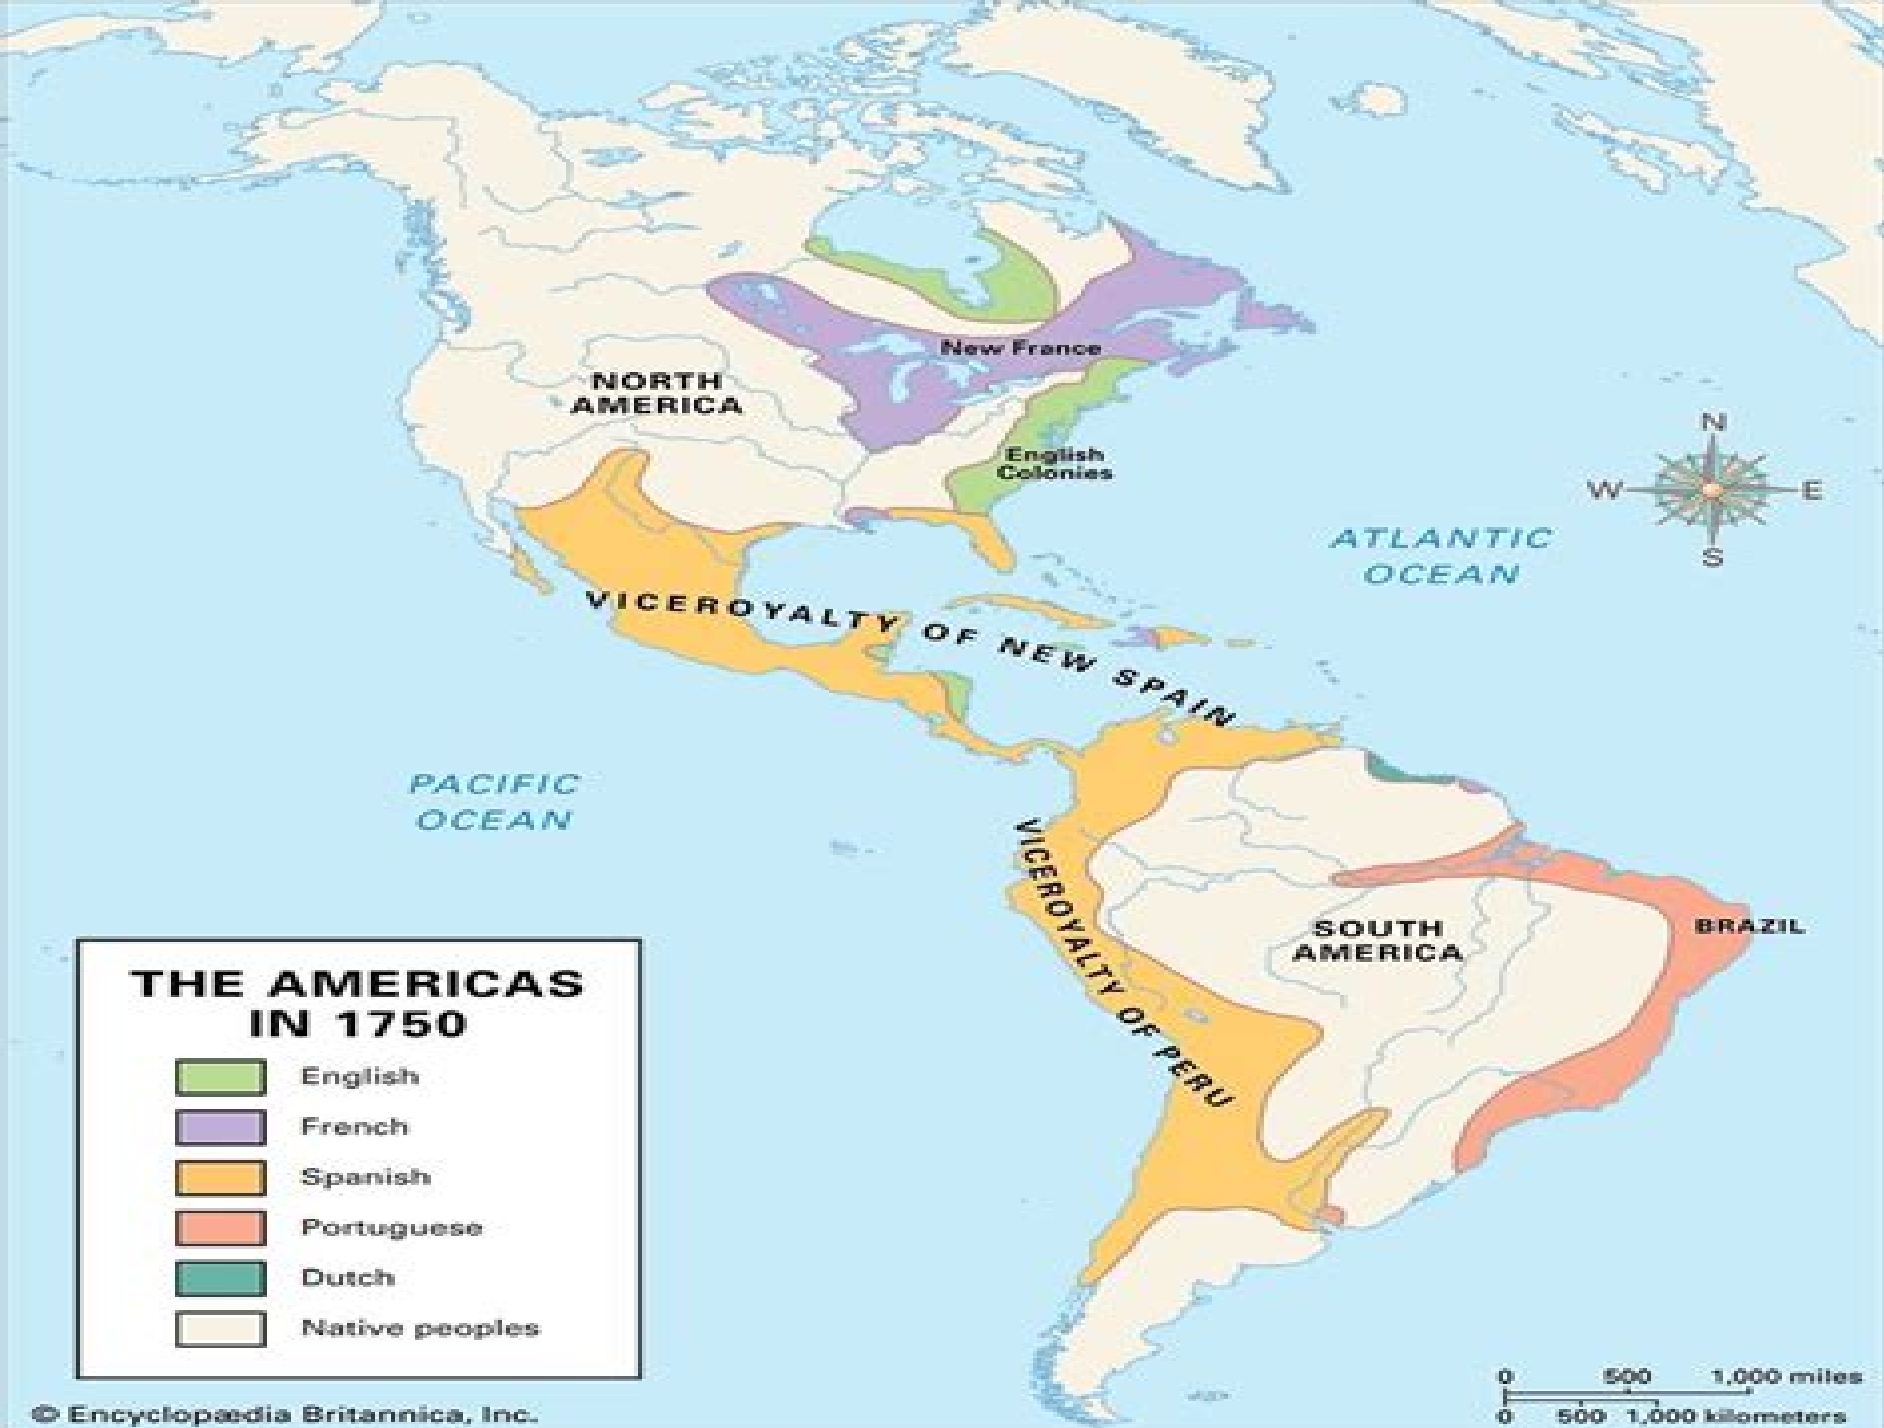 New France
NORTH
AMERICA
English
Colonies
N
W
E
S
ATLANTIC
OCEAN
VICEROYALTY OF NEW SPAIN
PACIFIC
OCEAN
VICEROYALTY OF PERU
SOUTH
AMERICA
BRAZIL
THE AMERICAS
IN 1750
English
French
Spanish
Portuguese
Dutch
Native peoples
0 500 1,000 miles
0 500 1,000 kilometers
© Encyclopædia Britannica, Inc.